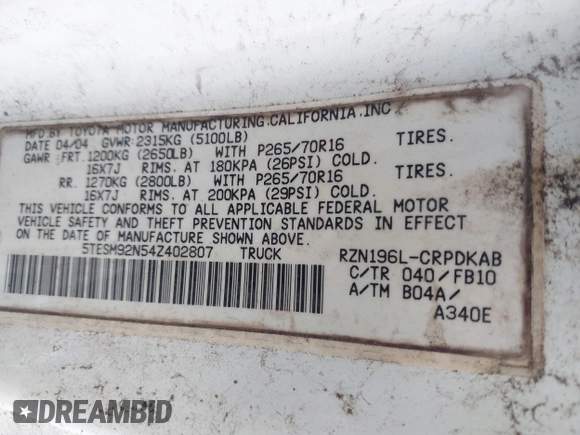 MFD BY TOYOTA MOTOR MANUFACTURING.CALIFORNIA.INC
DATE 04/04 GVWR:2315KG (5100LB)
GAWR: FRT. 1200KG (2650LB) WITH P265/70R16 TIRES.
16X7J RIMS. AT 180KPA (26PSI) COLD.
RR. 1270KG (2800LB) WITH P265/70R16 TIRES.
16X7J RIMS. AT 200KPA (29PSI) COLD.
THIS VEHICLE CONFORMS TO ALL APPLICABLE FEDERAL MOTOR
VEHICLE SAFETY AND THEFT PREVENTION STANDARDS IN EFFECT
ON THE DATE OF MANUFACTURE SHOWN ABOVE.
5TESM92N54Z402807 TRUCK RZN196L-CRPDKAB
C/TR 040/FB10
A/TM B04A/
A340E
DREAMBID